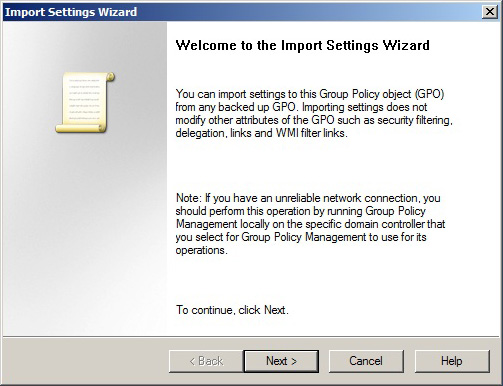 Import Settings Wizard
Welcome to the Import Settings Wizard
You can import settings to this Group Policy object (GPO)
from any backed up GPO. Importing settings does not
modify other attributes of the GPO such as security filtering,
delegation, links and WMI filter links.
Note: If you have an unreliable network connection, you
should perform this operation by running Group Policy
Management locally on the specific domain controller that
you select for Group Policy Management to use for its
operations.
To continue, click Next.
< Back
Next >
Cancel
Help